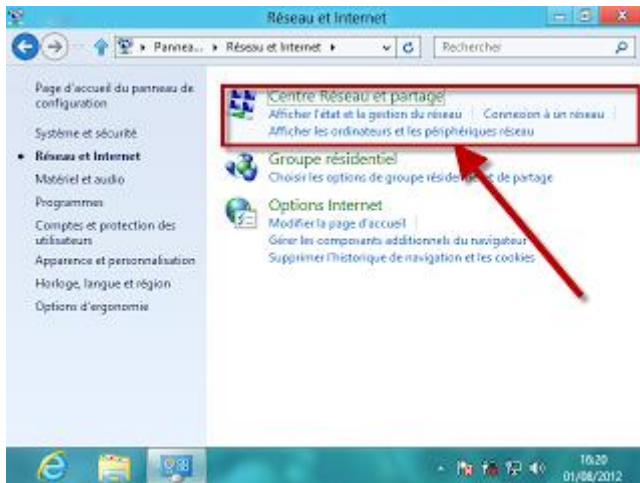 Réseau et Internet
Pannea... Réseau et Internet Rechercher
Page d'accueil du panneau de
configuration
Système et sécurité
Réseau et Internet
Matériel et audio
Programmes
Comptes et protection des
utilisateurs
Apparence et personnalisation
Horloge, langue et région
Options d'ergonomie
Centre Réseau et partage
Afficher l'état et la gestion du réseau Connexion à un réseau
Afficher les ordinateurs et les périphériques réseau
Groupe résidentiel
Choisir les options de groupe résidentiel et de partage
Options Internet
Modifier la page d'accueil
Gérer les composants additionnels du navigateur
Supprimer l'historique de navigation et les cookies
16:20
01/08/2012